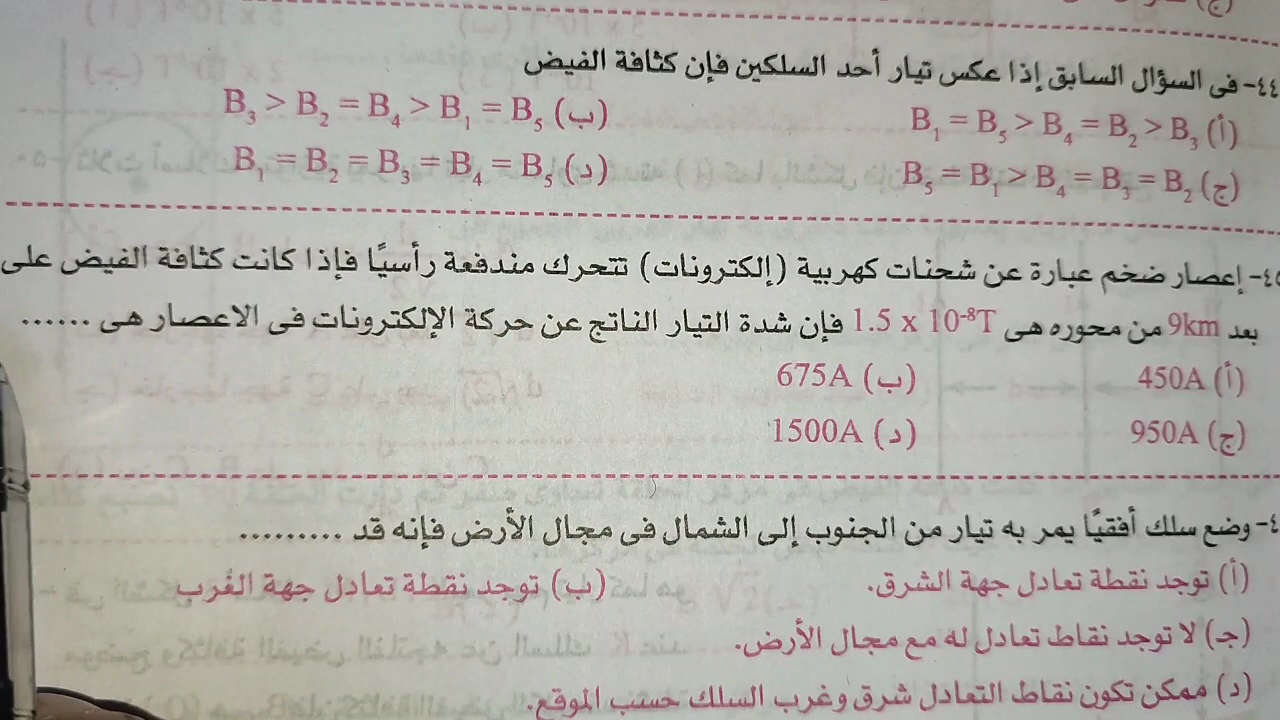 ٤٤- فى السؤال السابق إذا عكس تيار أحد السلكين فإن كثافة الفيض
(أ) B₁ = B₅ > B₄ = B₂ > B₃ (ب) B₃ > B₂ = B₄ > B₁ = B₅
(ج) B₅ = B₁ > B₄ = B₃ = B₂ (د) B₁ = B₂ = B₃ = B₄ = B₅
٤٥- إعصار ضخم عبارة عن شحنات كهربية (إلكترونات) تتحرك مندفعة رأسيًا فإذا كانت كثافة الفيض على
بعد 9km من محوره هى 1.5 x 10⁻⁸T فإن شدة التيار الناتج عن حركة الإلكترونات فى الاعصار هى ......
(أ) 450A (ب) 675A
(ج) 950A (د) 1500A
وضع سلك أفقيًا يمر به تيار من الجنوب إلى الشمال فى مجال الأرض فإنه قد .........
(أ) توجد نقطة تعادل جهة الشرق. (ب) توجد نقطة تعادل جهة الغرب
(جـ) لا توجد نقاط تعادل له مع مجال الأرض.
(د) ممكن تكون نقاط التعادل شرق وغرب السلك حسب الموقع.